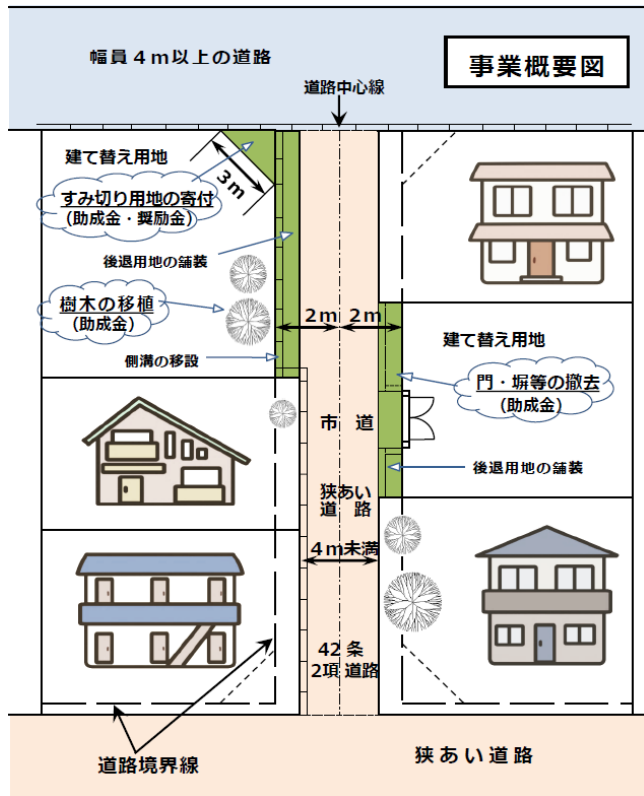 幅員４ｍ以上の道路
事業概要図
道路中心線
建て替え用地
すみ切り用地の寄付
(助成金・奨励金)
3ｍ
後退用地の舗装
樹木の移植
(助成金)
側溝の移設
2ｍ
2ｍ
建て替え用地
門・塀等の撤去
(助成金)
後退用地の舗装
市 道
狭あい
道 路
４ｍ未満
42 条
2項 道路
道路境界線
狭あい道路